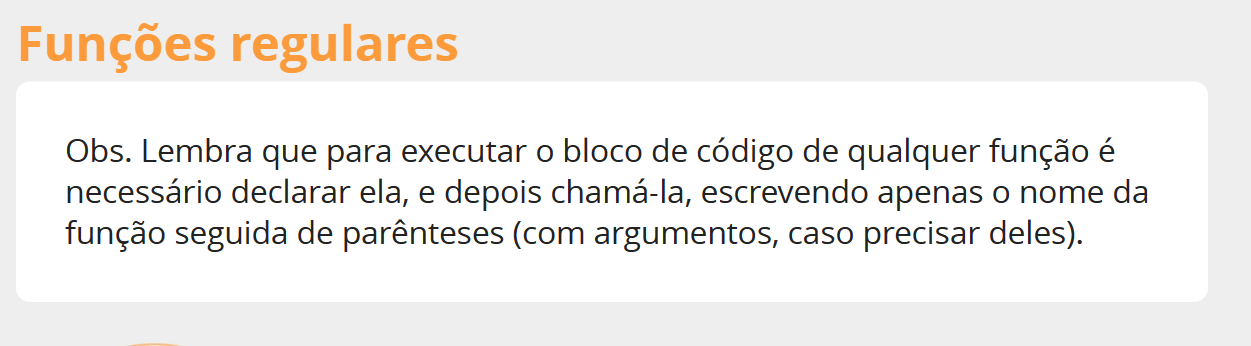 Funções regulares
Obs. Lembra que para executar o bloco de código de qualquer função é
necessário declarar ela, e depois chamá-la, escrevendo apenas o nome da
função seguida de parênteses (com argumentos, caso precisar deles).